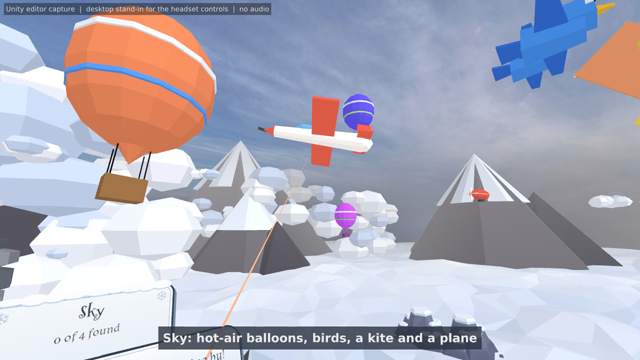 Unity editor capture | desktop stand-in for the headset controls | no audio
sky
0 of 4 found
by!
Sky: hot-air balloons, birds, a kite and a plane